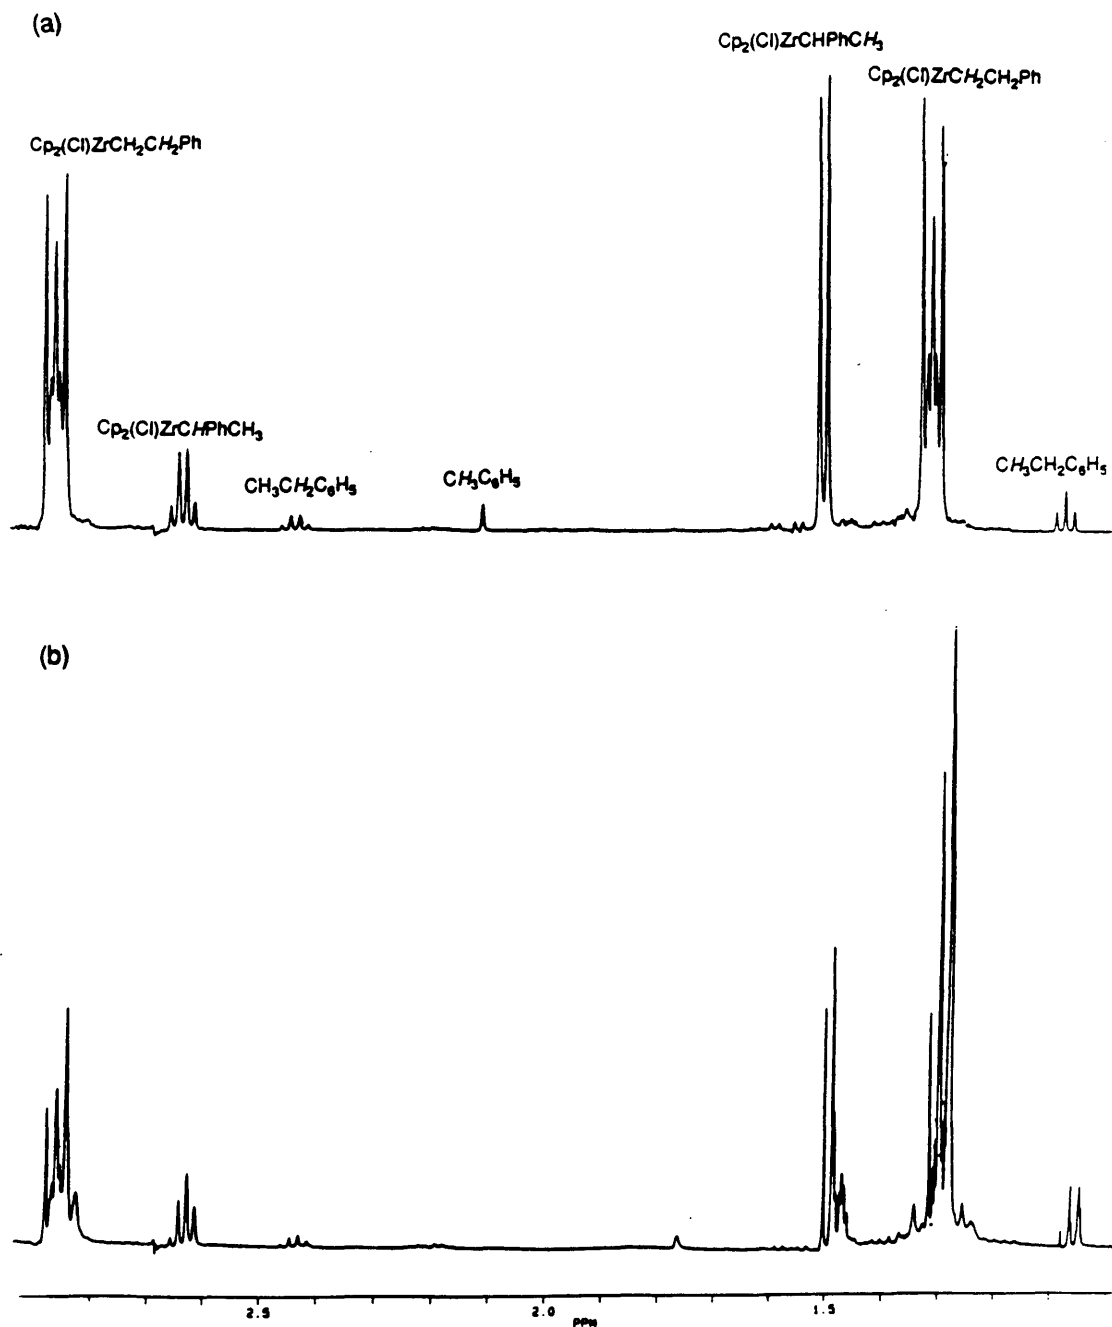 (a)
Cp₂(Cl)ZrCHPhCH₃
Cp₂(Cl)ZrCH₂CH₂Ph
Cp₂(Cl)ZrCH₂CH₂Ph
Cp₂(Cl)ZrCHPhCH₃
CH₃CH₂C₆H₅
CH₃C₆H₅
CH₃CH₂C₆H₅
(b)
2.5
2.0
1.5
PPM